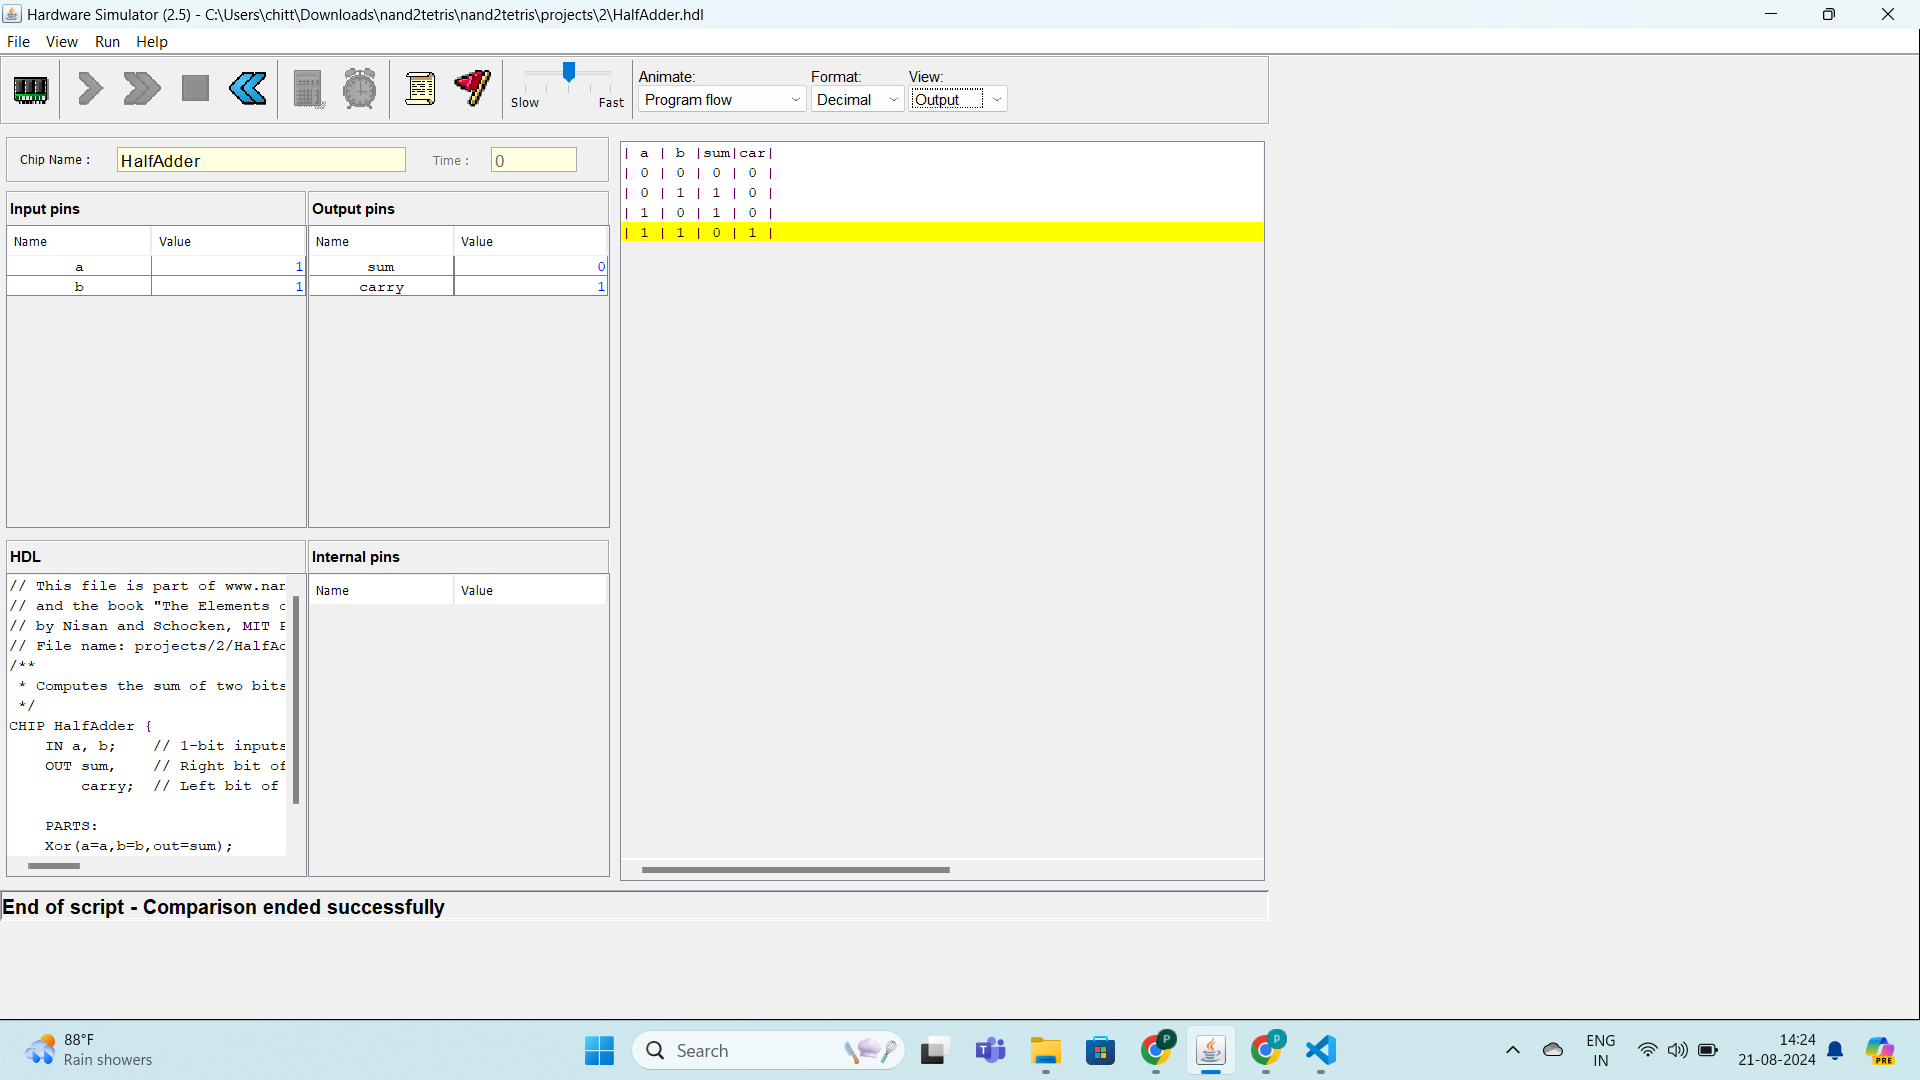 Hardware Simulator (2.5) - C:\Users\chitt\Downloads\nand2tetris\nand2tetris\projects\2\HalfAdder.hdl
File View Run Help
Slow Fast
Animate: Format: View:
Program flow Decimal Output
Chip Name : HalfAdder Time : 0
Input pins
Name Value
a 1
b 1
Output pins
Name Value
sum 0
carry 1
| a | b |sum|car|
| 0 | 0 | 0 | 0 |
| 0 | 1 | 1 | 0 |
| 1 | 0 | 1 | 0 |
| 1 | 1 | 0 | 1 |
HDL
// This file is part of www.nan
// and the book "The Elements o
// by Nisan and Schocken, MIT P
// File name: projects/2/HalfAd
/**
* Computes the sum of two bits
*/
CHIP HalfAdder {
IN a, b; // 1-bit inputs
OUT sum, // Right bit of
carry; // Left bit of
PARTS:
Xor(a=a,b=b,out=sum);
Internal pins
Name Value
End of script - Comparison ended successfully
88°F
Rain showers
Search
P
P
ENG
IN
14:24
21-08-2024
PRE